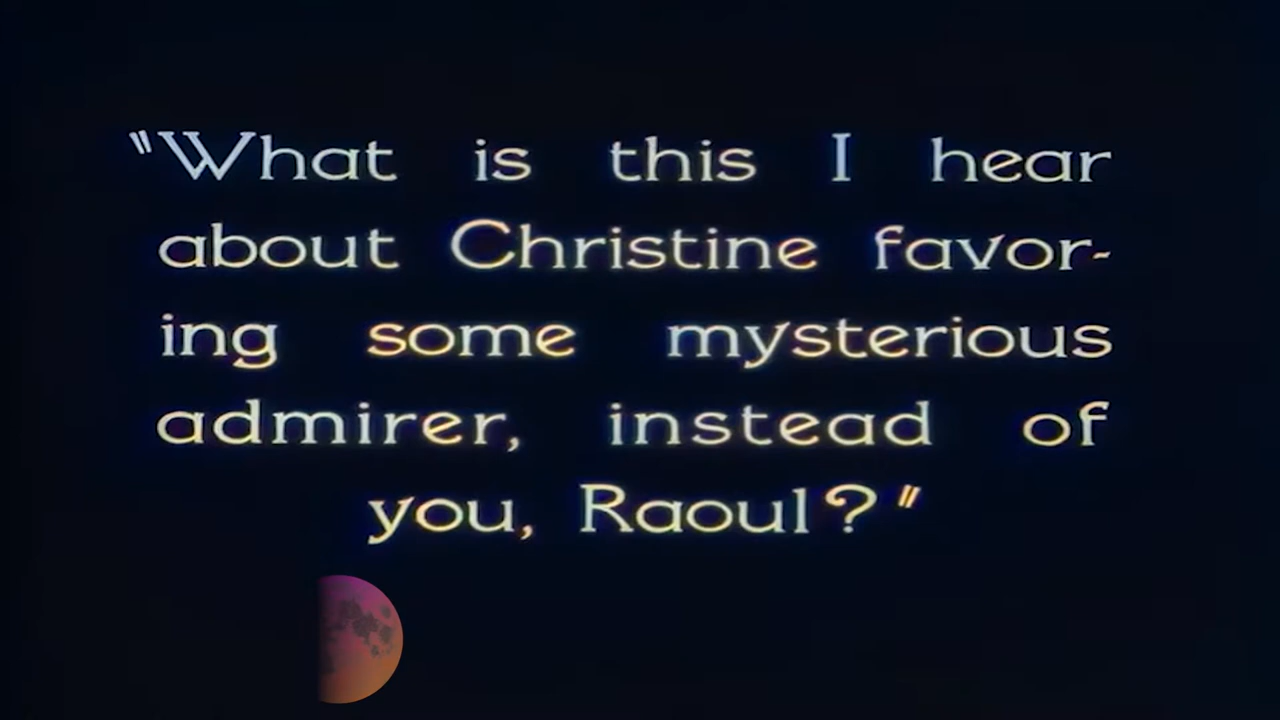 "What is this I hear
about Christine favor-
ing some mysterious
admirer, instead of
you, Raoul?"